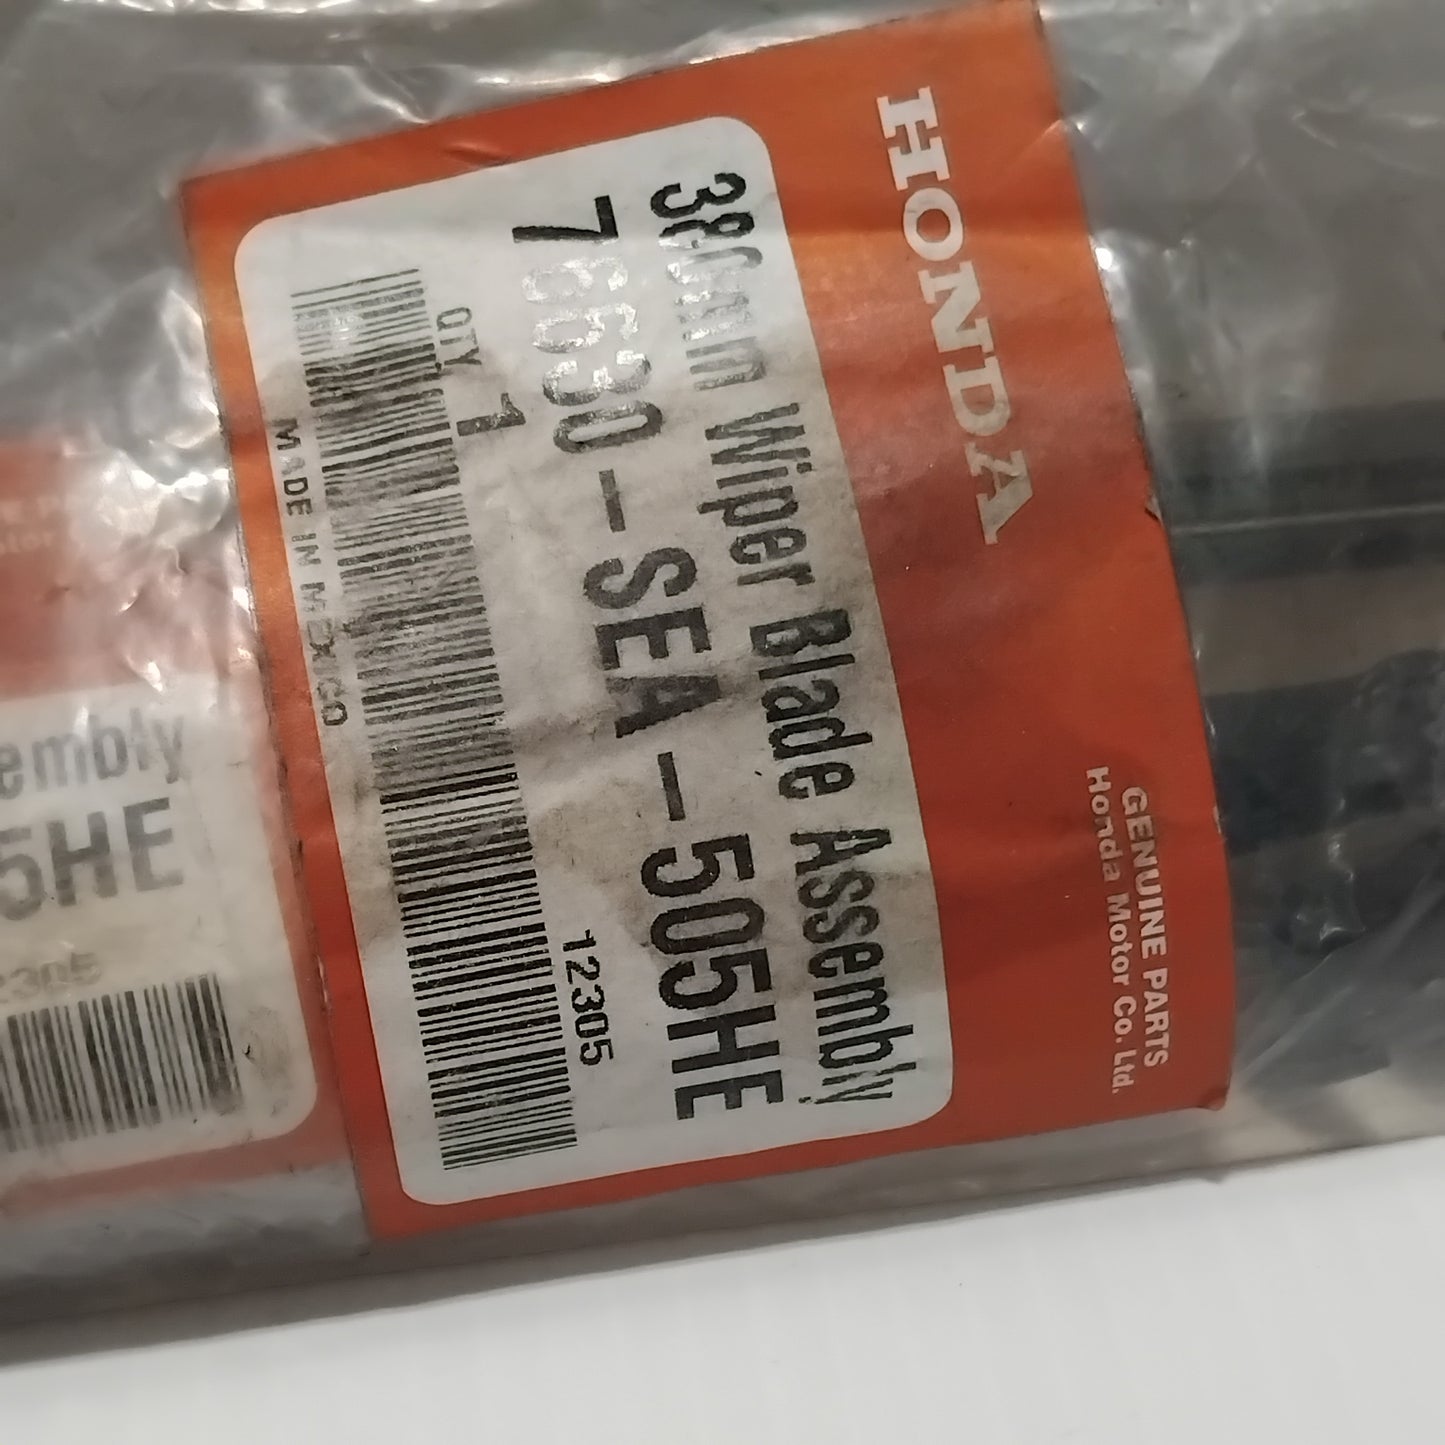 HONDA
GENUINE PARTS
Honda Motor Co. Ltd.
Wiper Blade Assembly
76630-SEA-505HE
QTY 1
12305
MADE IN MEXICO
embly
5HE
2305